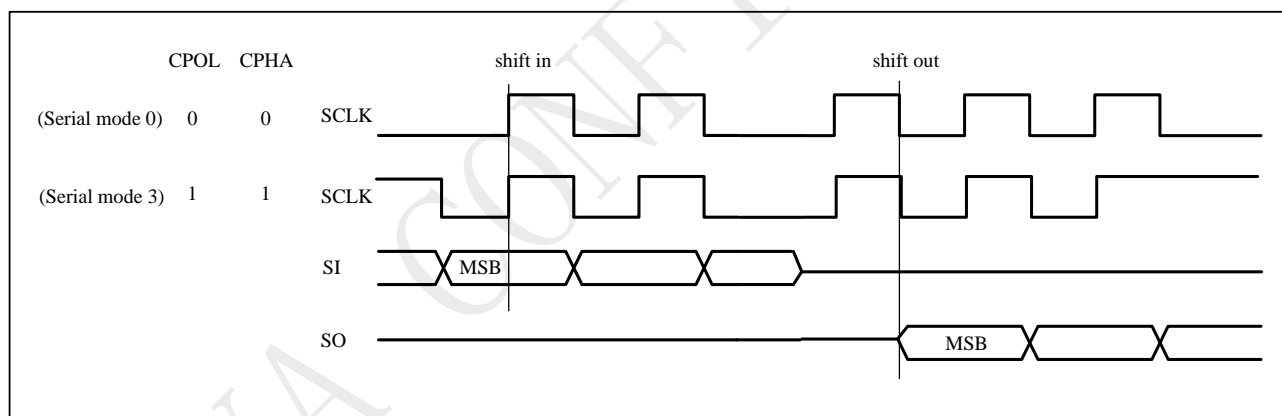 CPOL CPHA shift in shift out
(Serial mode 0) 0 0 SCLK
(Serial mode 3) 1 1 SCLK
SI MSB
SO MSB